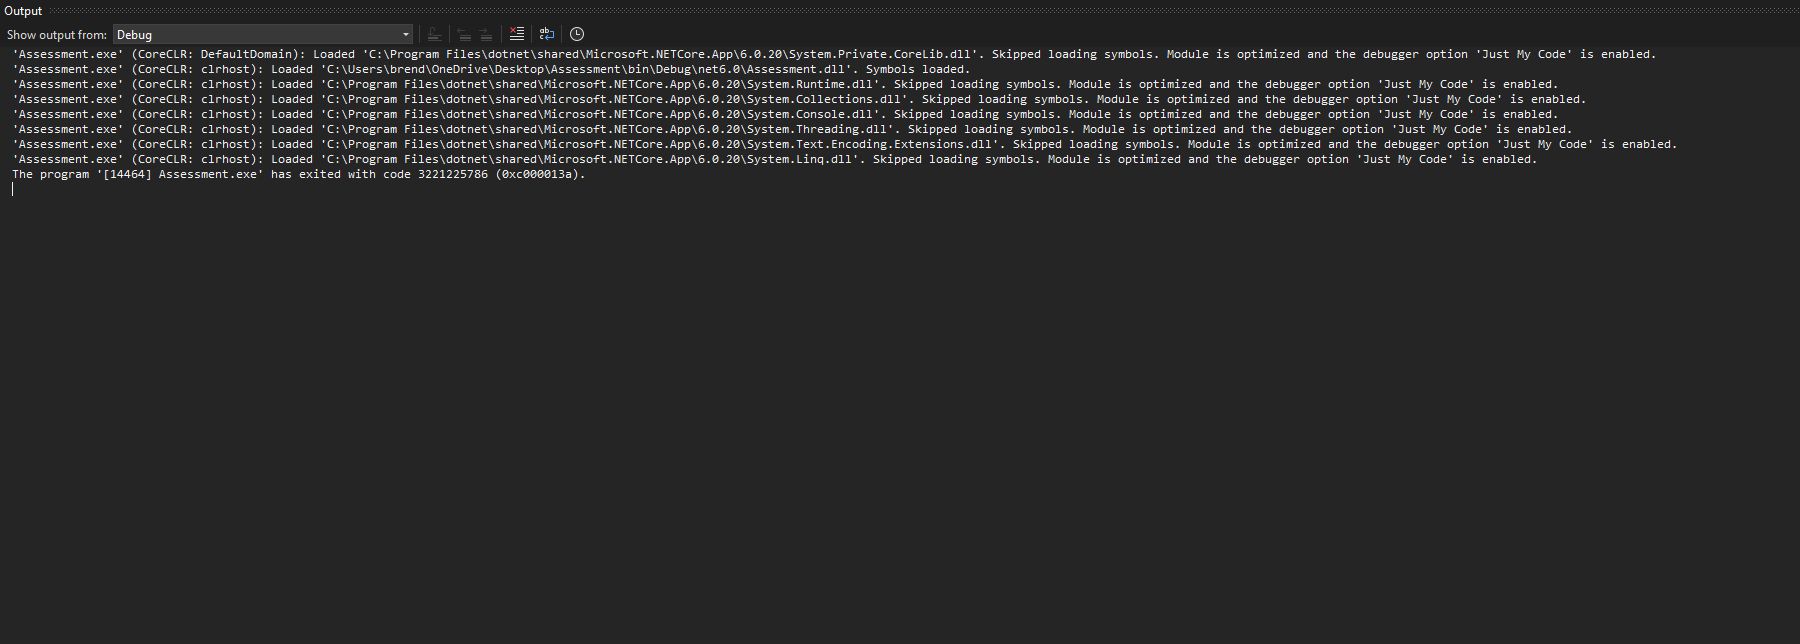 Output
Show output from: Debug
'Assessment.exe' (CoreCLR: DefaultDomain): Loaded 'C:\Program Files\dotnet\shared\Microsoft.NETCore.App\6.0.20\System.Private.CoreLib.dll'. Skipped loading symbols. Module is optimized and the debugger option 'Just My Code' is enabled.
'Assessment.exe' (CoreCLR: clrhost): Loaded 'C:\Users\brend\OneDrive\Desktop\Assessment\bin\Debug\net6.0\Assessment.dll'. Symbols loaded.
'Assessment.exe' (CoreCLR: clrhost): Loaded 'C:\Program Files\dotnet\shared\Microsoft.NETCore.App\6.0.20\System.Runtime.dll'. Skipped loading symbols. Module is optimized and the debugger option 'Just My Code' is enabled.
'Assessment.exe' (CoreCLR: clrhost): Loaded 'C:\Program Files\dotnet\shared\Microsoft.NETCore.App\6.0.20\System.Collections.dll'. Skipped loading symbols. Module is optimized and the debugger option 'Just My Code' is enabled.
'Assessment.exe' (CoreCLR: clrhost): Loaded 'C:\Program Files\dotnet\shared\Microsoft.NETCore.App\6.0.20\System.Console.dll'. Skipped loading symbols. Module is optimized and the debugger option 'Just My Code' is enabled.
'Assessment.exe' (CoreCLR: clrhost): Loaded 'C:\Program Files\dotnet\shared\Microsoft.NETCore.App\6.0.20\System.Threading.dll'. Skipped loading symbols. Module is optimized and the debugger option 'Just My Code' is enabled.
'Assessment.exe' (CoreCLR: clrhost): Loaded 'C:\Program Files\dotnet\shared\Microsoft.NETCore.App\6.0.20\System.Text.Encoding.Extensions.dll'. Skipped loading symbols. Module is optimized and the debugger option 'Just My Code' is enabled.
'Assessment.exe' (CoreCLR: clrhost): Loaded 'C:\Program Files\dotnet\shared\Microsoft.NETCore.App\6.0.20\System.Linq.dll'. Skipped loading symbols. Module is optimized and the debugger option 'Just My Code' is enabled.
The program '[14464] Assessment.exe' has exited with code 3221225786 (0xc000013a).